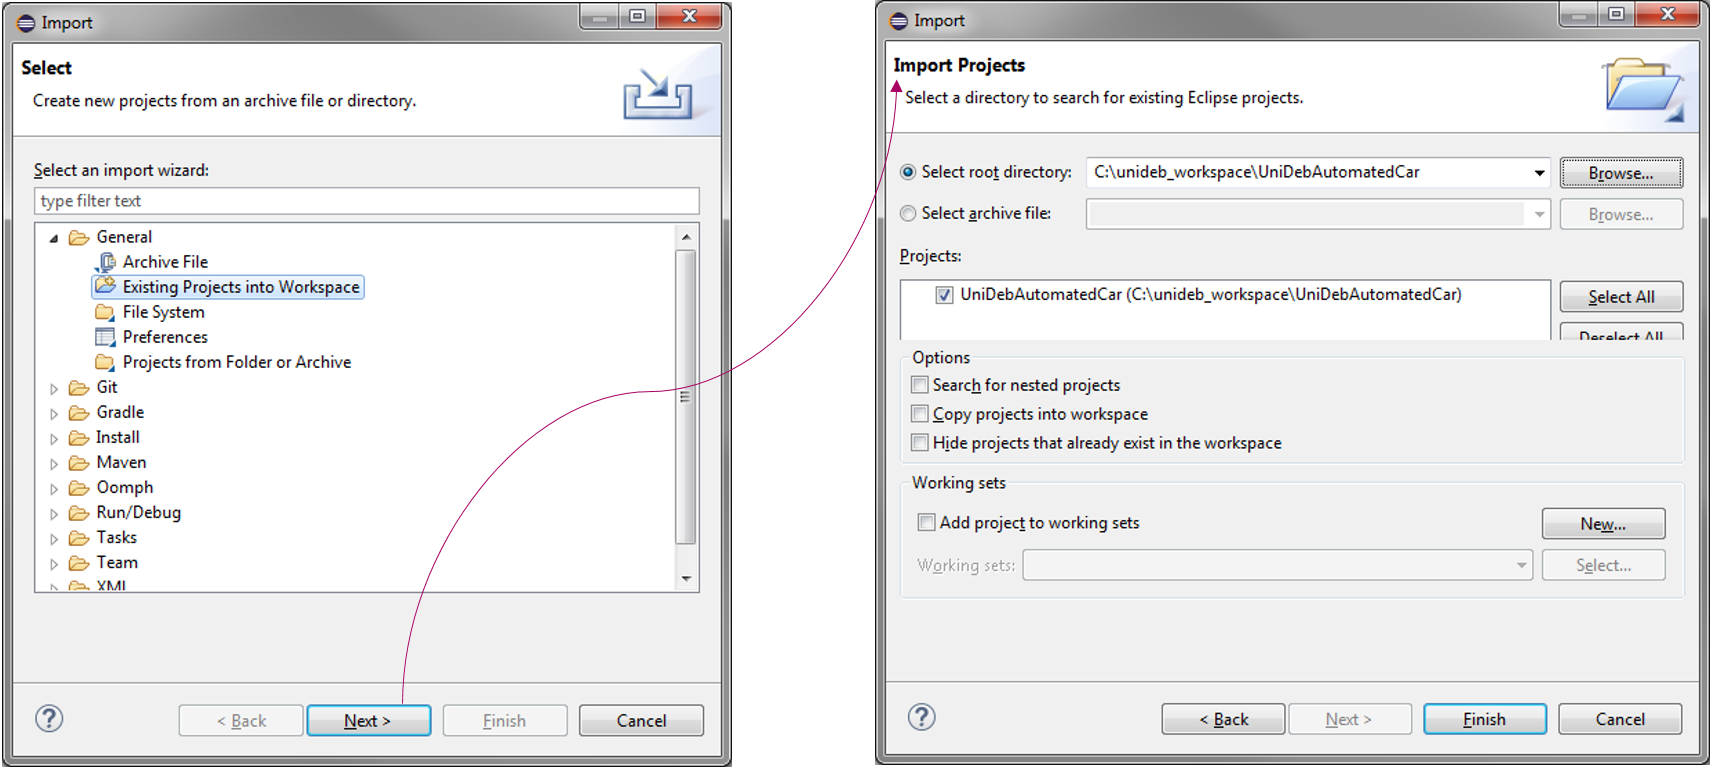 Import
Select
Create new projects from an archive file or directory.
Select an import wizard:
type filter text
General
Archive File
Existing Projects into Workspace
File System
Preferences
Projects from Folder or Archive
Git
Gradle
Install
Maven
Oomph
Run/Debug
Tasks
Team
XML
< Back
Next >
Finish
Cancel
Import
Import Projects
Select a directory to search for existing Eclipse projects.
Select root directory: C:\unideb_workspace\UniDebAutomatedCar Browse...
Select archive file: Browse...
Projects:
UniDebAutomatedCar (C:\unideb_workspace\UniDebAutomatedCar)
Select All
Deselect All
Options
Search for nested projects
Copy projects into workspace
Hide projects that already exist in the workspace
Working sets
Add project to working sets
New...
Working sets:
Select...
< Back
Next >
Finish
Cancel